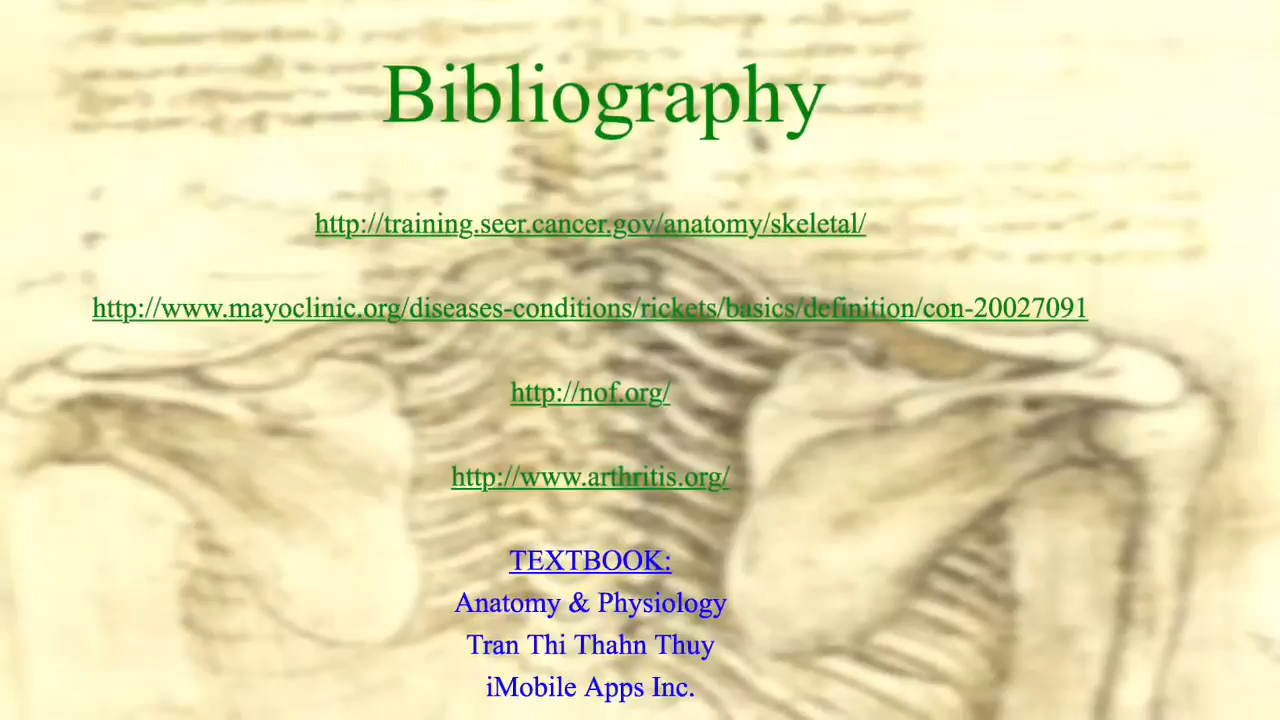 Bibliography
http://training.seer.cancer.gov/anatomy/skeletal/
http://www.mayoclinic.org/diseases-conditions/rickets/basics/definition/con-20027091
http://nof.org/
http://www.arthritis.org/
TEXTBOOK:
Anatomy & Physiology
Tran Thi Thahn Thuy
iMobile Apps Inc.